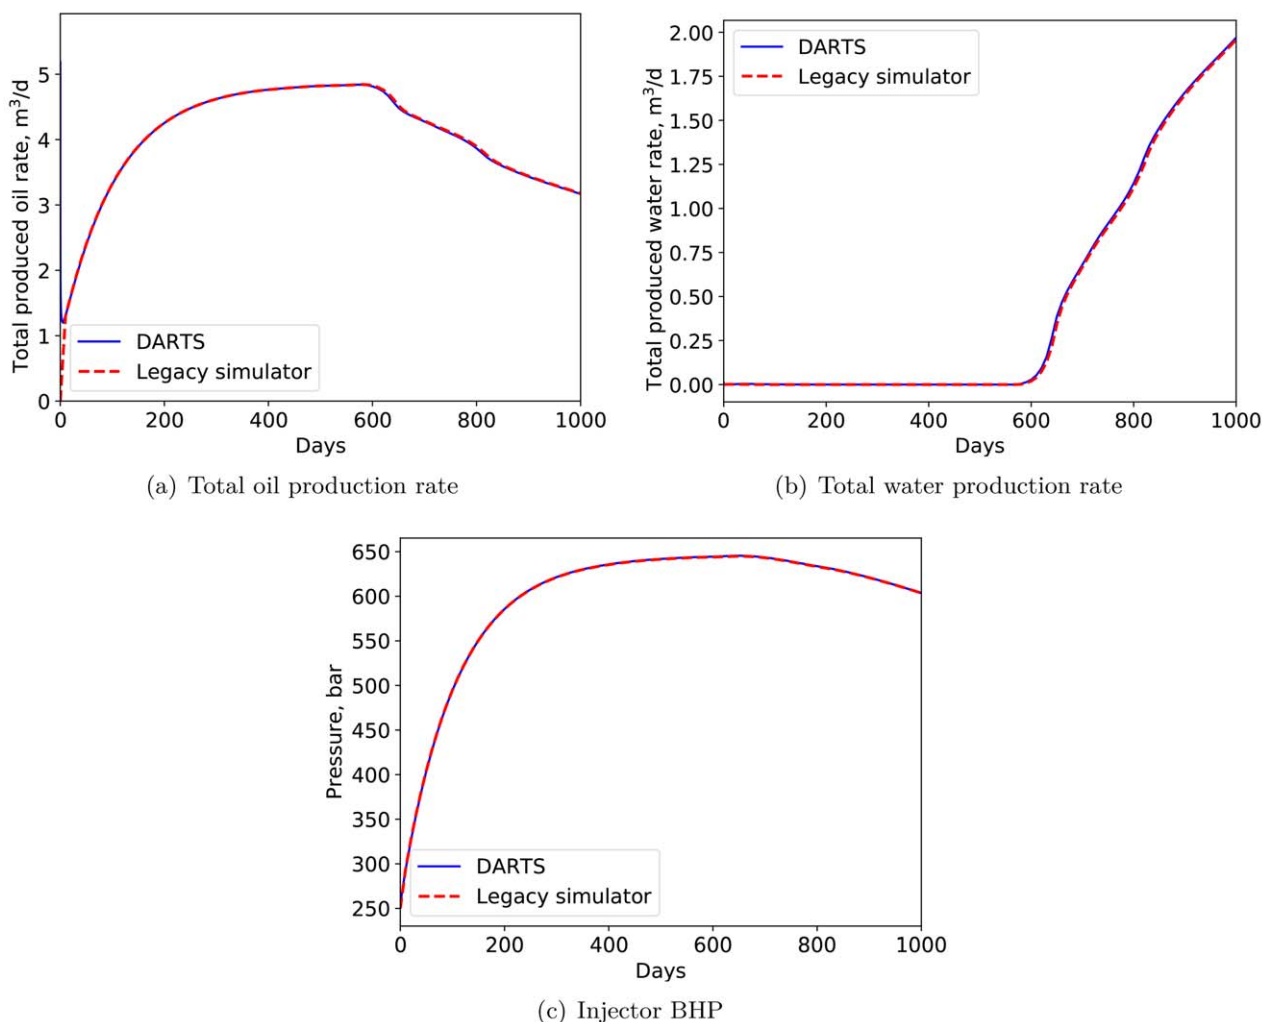 Total produced oil rate, m³/d
5
4
3
2
1
0
DARTS
Legacy simulator
0 200 400 600 800 1000
Days
(a) Total oil production rate
Total produced water rate, m³/d
2.00
1.75
1.50
1.25
1.00
0.75
0.50
0.25
0.00
DARTS
Legacy simulator
0 200 400 600 800 1000
Days
(b) Total water production rate
Pressure, bar
650
600
550
500
450
400
350
300
250
DARTS
Legacy simulator
0 200 400 600 800 1000
Days
(c) Injector BHP